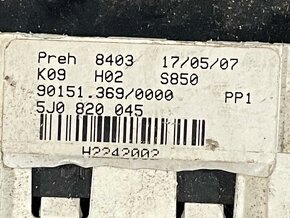 Preh 8403 17/05/07
K09 H02 S850
90151.369/0000 PP1
5J0 820 045
H2242002